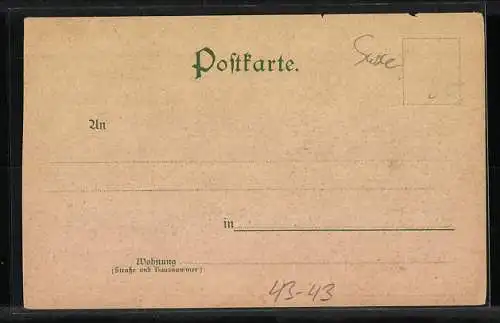 Postkarte.
An
in
Wohnung
(Straße und Hausnummer)
43-43